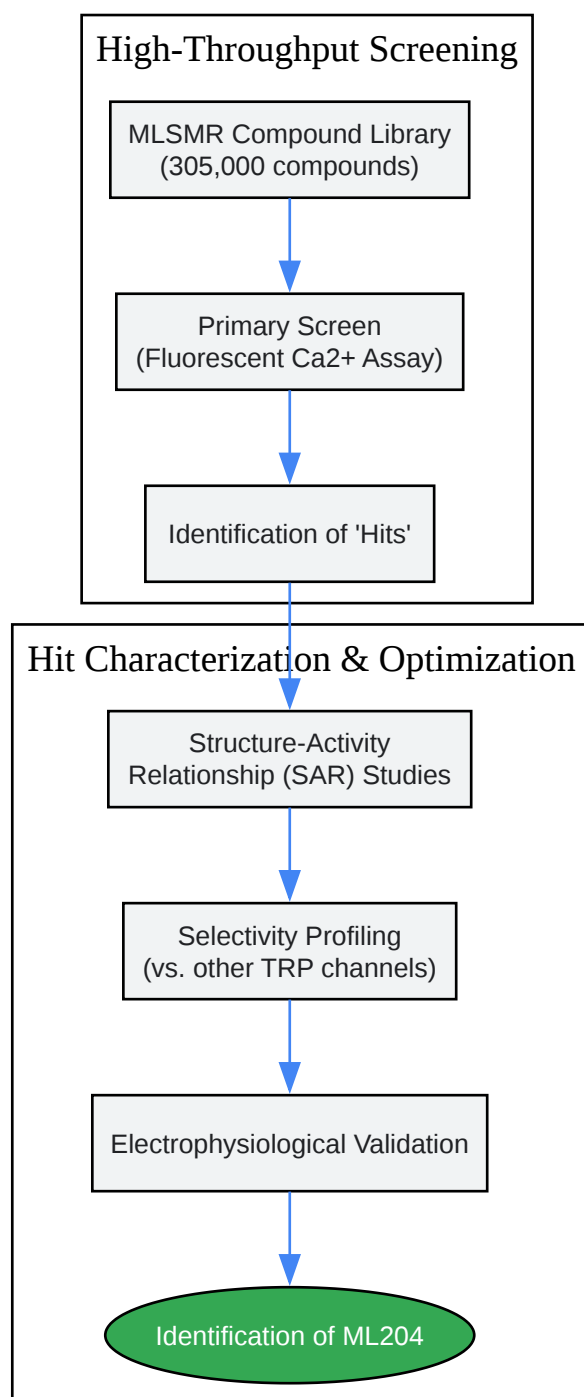 High-Throughput Screening
MLSMR Compound Library
(305,000 compounds)
Primary Screen
(Fluorescent Ca2+ Assay)
Identification of 'Hits'
Hit Characterization & Optimization
Structure-Activity
Relationship (SAR) Studies
Selectivity Profiling
(vs. other TRP channels)
Electrophysiological Validation
Identification of ML204